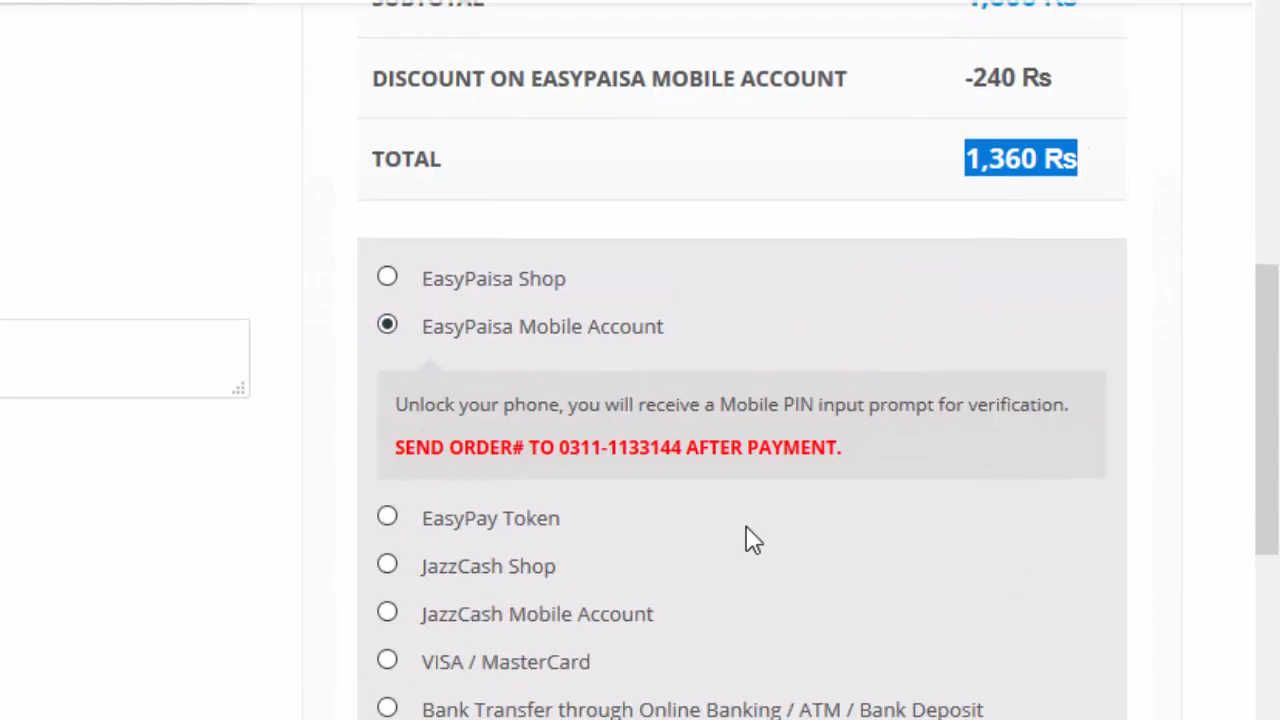 SUBTOTAL
DISCOUNT ON EASYPAISA MOBILE ACCOUNT -240 Rs
TOTAL 1,360 Rs
EasyPaisa Shop
EasyPaisa Mobile Account
Unlock your phone, you will receive a Mobile PIN input prompt for verification.
SEND ORDER# TO 0311-1133144 AFTER PAYMENT.
EasyPay Token
JazzCash Shop
JazzCash Mobile Account
VISA / MasterCard
Bank Transfer through Online Banking / ATM / Bank Deposit